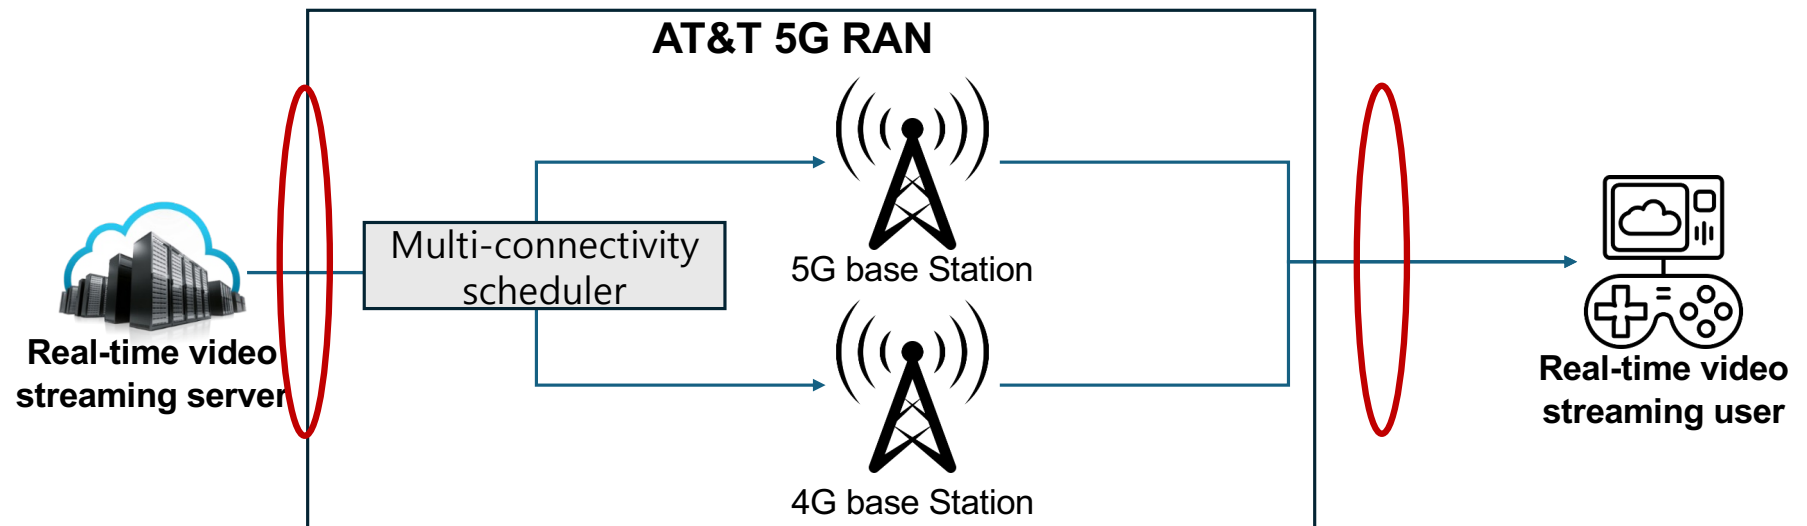 AT&T 5G RAN
Multi-connectivity
scheduler
5G base Station
Real-time video
streaming server
Real-time video
streaming user
4G base Station